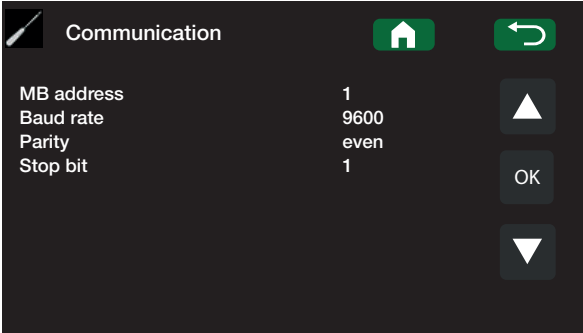 Communication
MB address 1
Baud rate 9600
Parity even
Stop bit 1
OK